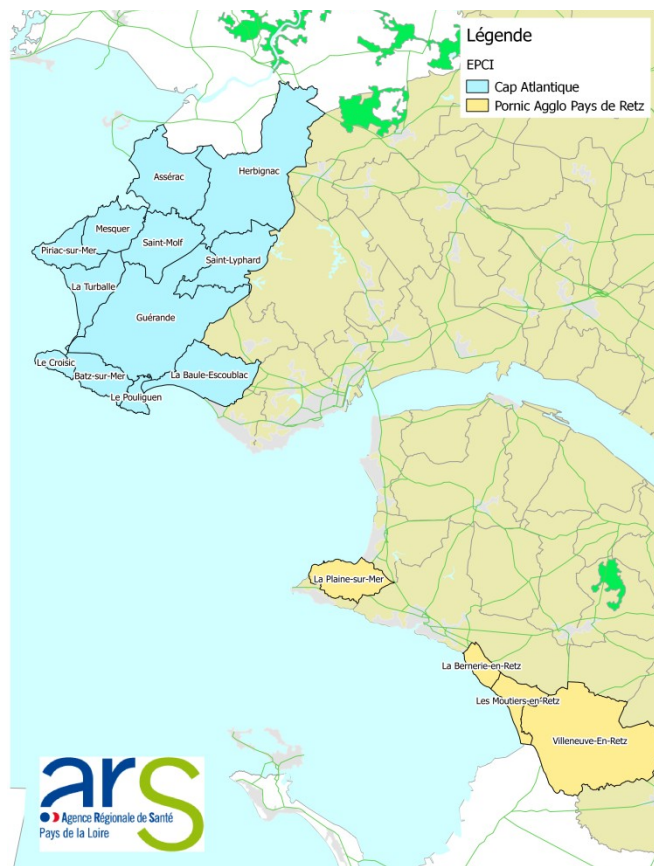 Légende
EPCI
Cap Atlantique
Pornic Agglo Pays de Retz
Assérac
Herbignac
Mesquer
Saint-Molf
Piriac-sur-Mer
Saint-Lyphard
La Turballe
Guérande
Le Croisic
La Baule-Escoublac
Batz-sur-Mer
Le Pouliguen
La Plaine-sur-Mer
La Bernerie-en-Retz
Les Moutiers-en-Retz
Villeneuve-En-Retz
ars
Agence Régionale de Santé
Pays de la Loire